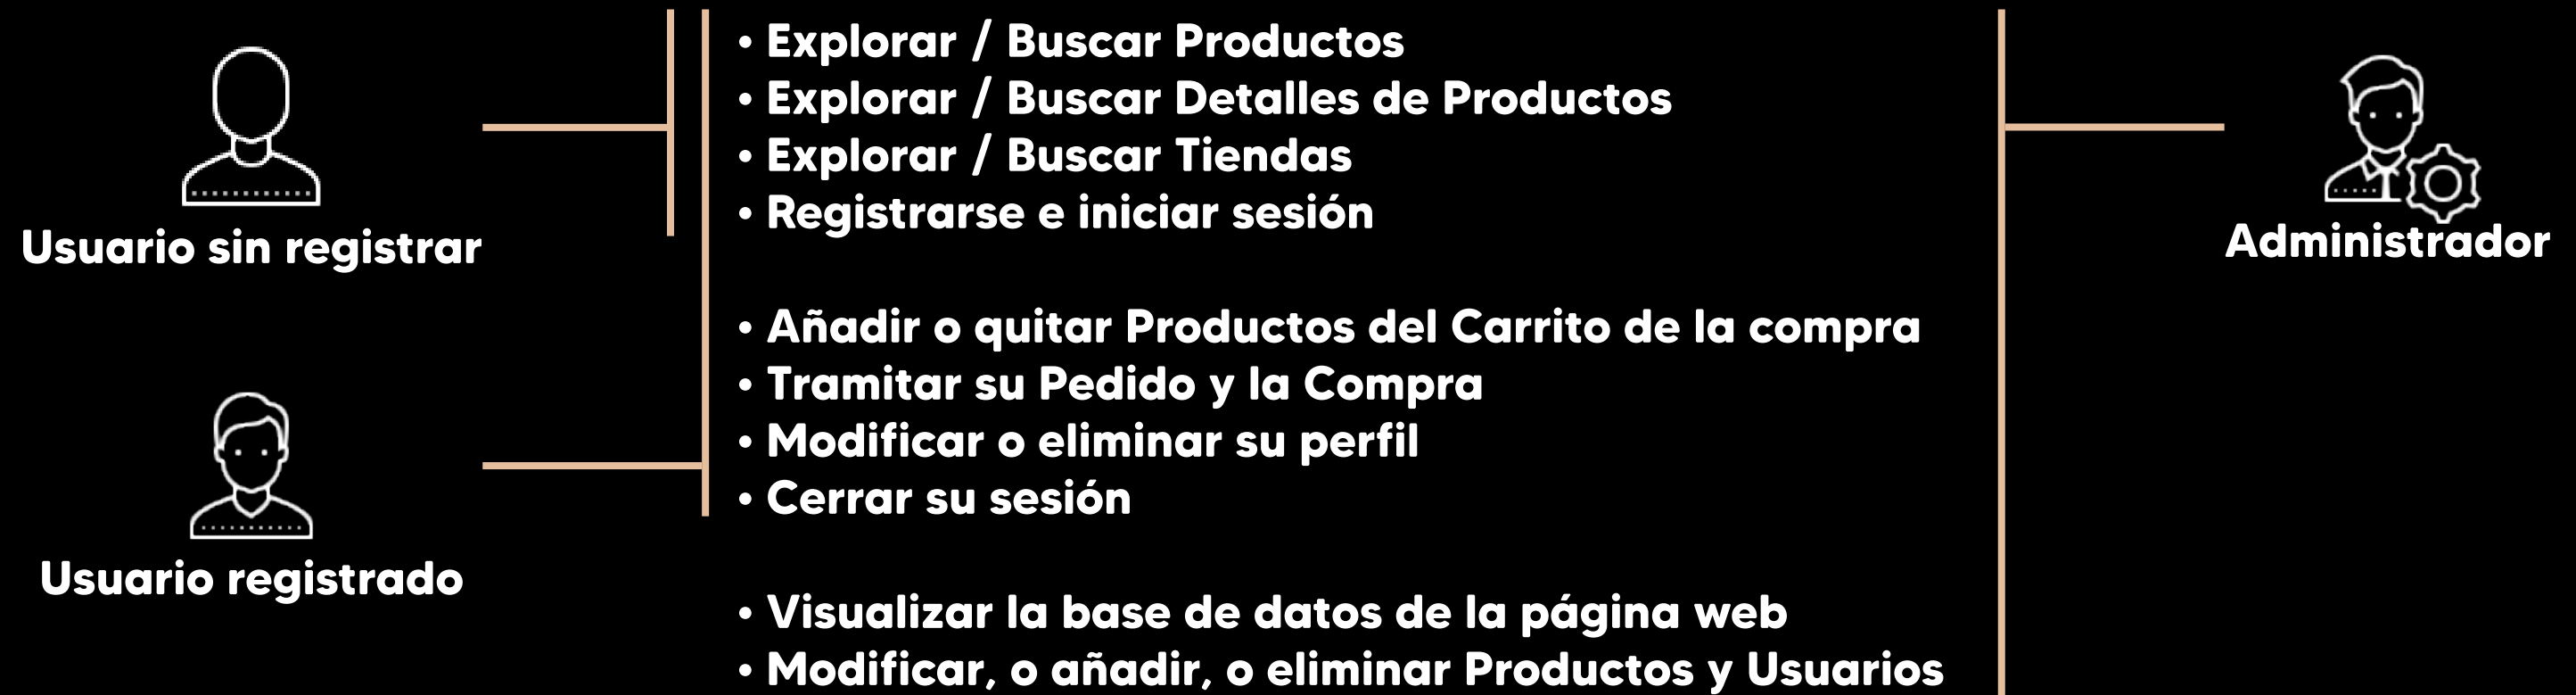 Usuario sin registrar
Usuario registrado
• Explorar / Buscar Productos
• Explorar / Buscar Detalles de Productos
• Explorar / Buscar Tiendas
• Registrarse e iniciar sesión
• Añadir o quitar Productos del Carrito de la compra
• Tramitar su Pedido y la Compra
• Modificar o eliminar su perfil
• Cerrar su sesión
• Visualizar la base de datos de la página web
• Modificar, o añadir, o eliminar Productos y Usuarios
Administrador